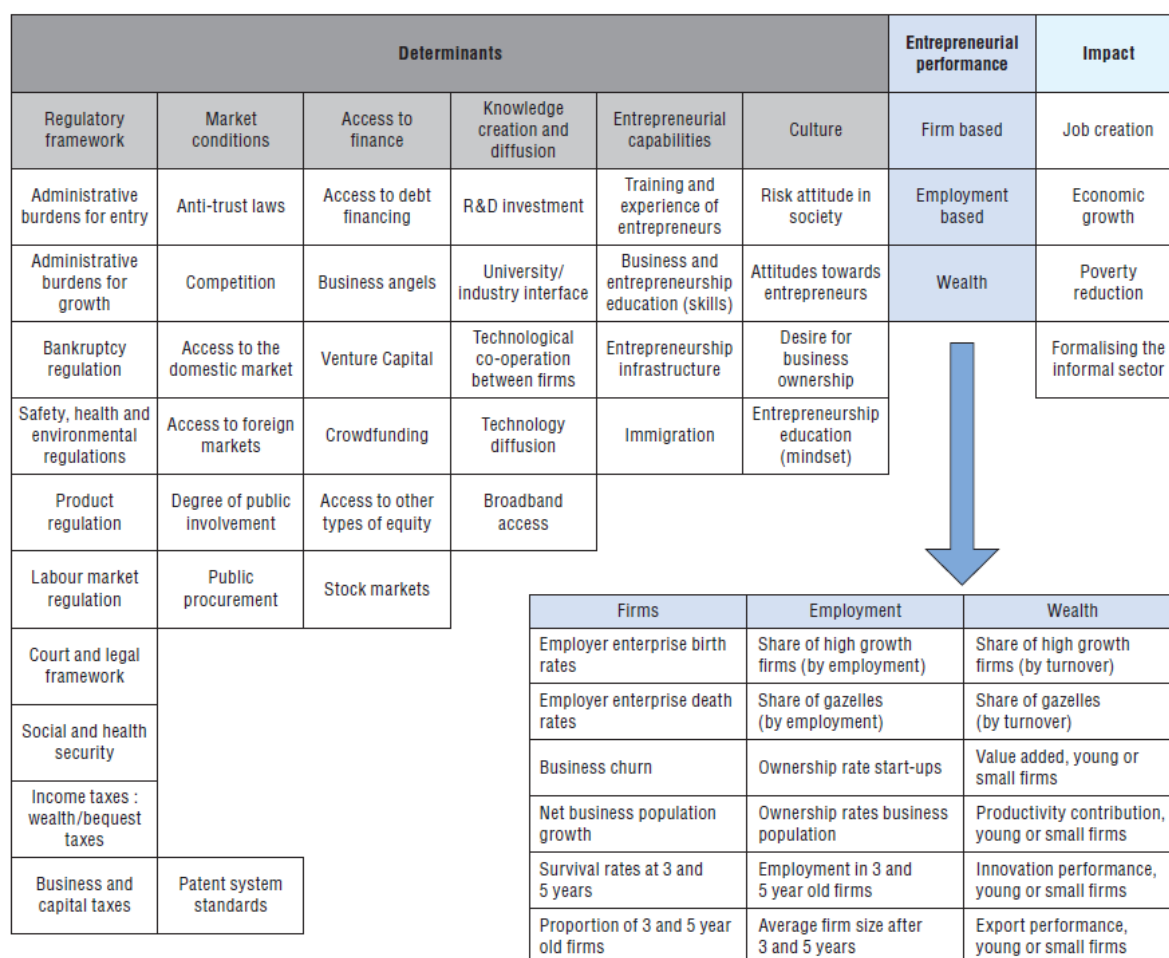 Determinants
Entrepreneurial
performance
Impact
Regulatory
framework
Market
conditions
Access to
finance
Knowledge
creation and
diffusion
Entrepreneurial
capabilities
Culture
Firm based
Job creation
Administrative
burdens for entry
Anti-trust laws
Access to debt
financing
R&D investment
Training and
experience of
entrepreneurs
Risk attitude in
society
Employment
based
Economic
growth
Administrative
burdens for
growth
Competition
Business angels
University/
industry interface
Business and
entrepreneurship
education (skills)
Attitudes towards
entrepreneurs
Wealth
Poverty
reduction
Bankruptcy
regulation
Access to the
domestic market
Venture Capital
Technological
co-operation
between firms
Entrepreneurship
infrastructure
Desire for
business
ownership
Formalising the
informal sector
Safety, health and
environmental
regulations
Access to foreign
markets
Crowdfunding
Technology
diffusion
Immigration
Entrepreneurship
education
(mindset)
Product
regulation
Degree of public
involvement
Access to other
types of equity
Broadband
access
Labour market
regulation
Public
procurement
Stock markets
Court and legal
framework
Social and health
security
Income taxes :
wealth/bequest
taxes
Business and
capital taxes
Patent system
standards
Firms
Employment
Wealth
Employer enterprise birth
rates
Share of high growth
firms (by employment)
Share of high growth
firms (by turnover)
Employer enterprise death
rates
Share of gazelles
(by employment)
Share of gazelles
(by turnover)
Business churn
Ownership rate start-ups
Value added, young or
small firms
Net business population
growth
Ownership rates business
population
Productivity contribution,
young or small firms
Survival rates at 3 and
5 years
Employment in 3 and
5 year old firms
Innovation performance,
young or small firms
Proportion of 3 and 5 year
old firms
Average firm size after
3 and 5 years
Export performance,
young or small firms